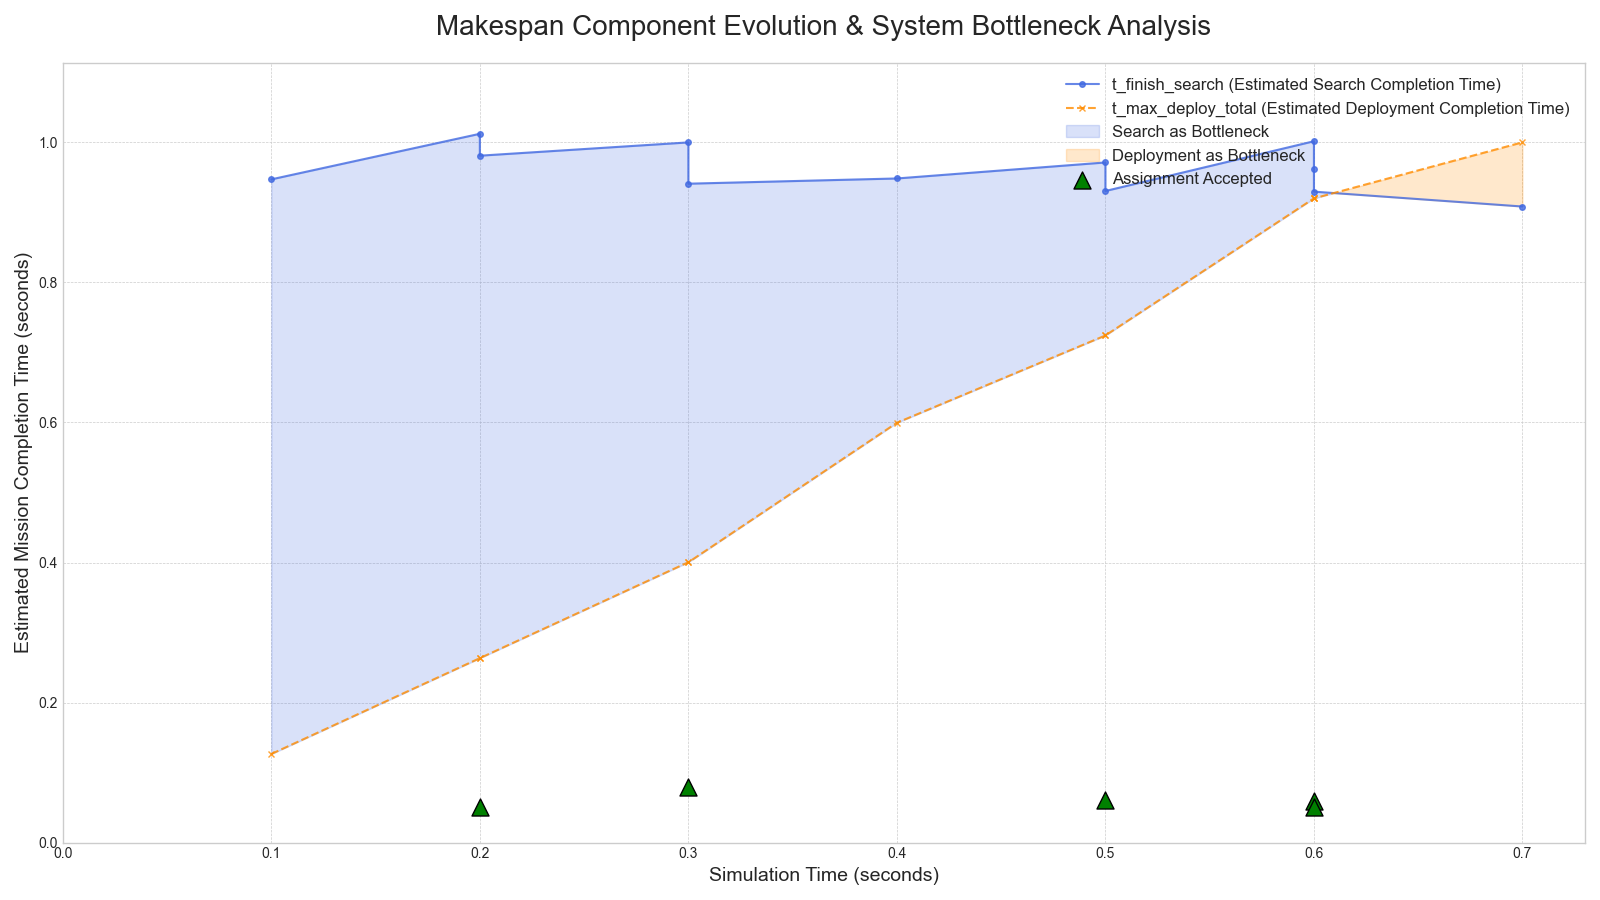 Makespan Component Evolution & System Bottleneck Analysis
t_finish_search (Estimated Search Completion Time)
t_max_deploy_total (Estimated Deployment Completion Time)
Search as Bottleneck
Deployment as Bottleneck
Assignment Accepted
Estimated Mission Completion Time (seconds)
1.0
0.8
0.6
0.4
0.2
0.0
0.0 0.1 0.2 0.3 0.4 0.5 0.6 0.7
Simulation Time (seconds)